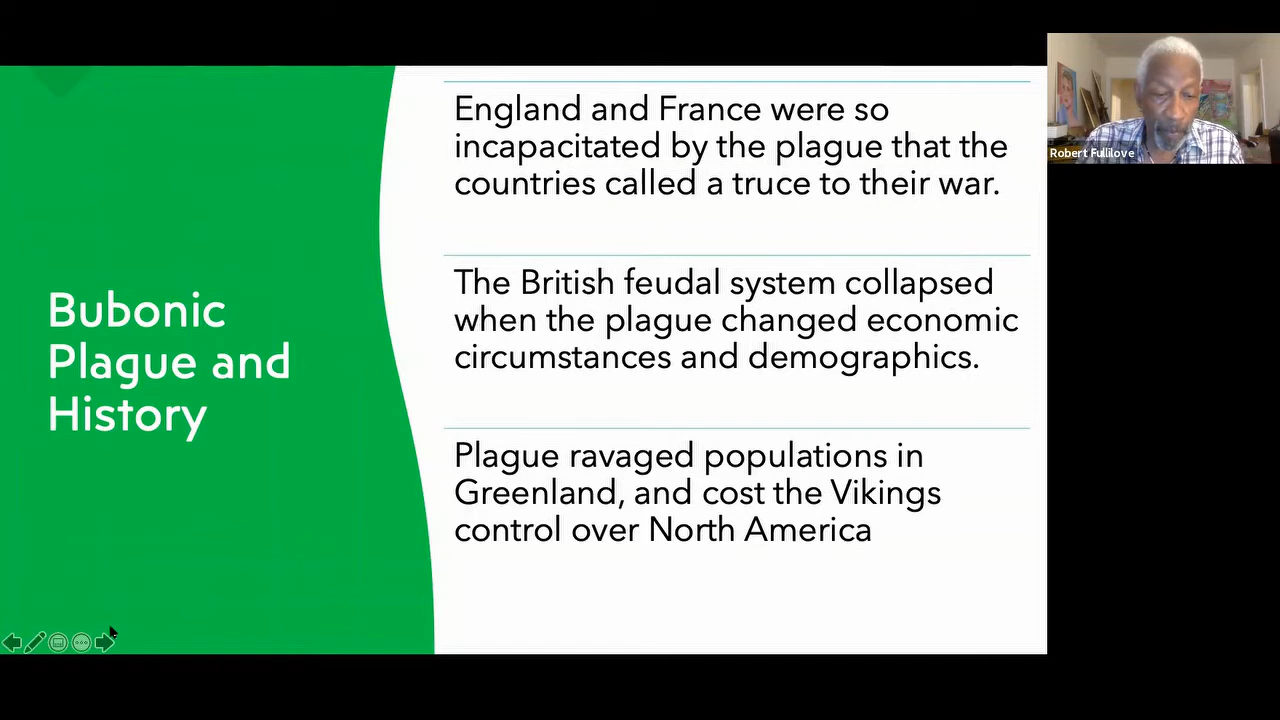 Bubonic
Plague and
History
England and France were so
incapacitated by the plague that the
countries called a truce to their war.
The British feudal system collapsed
when the plague changed economic
circumstances and demographics.
Plague ravaged populations in
Greenland, and cost the Vikings
control over North America
Robert Fullilove